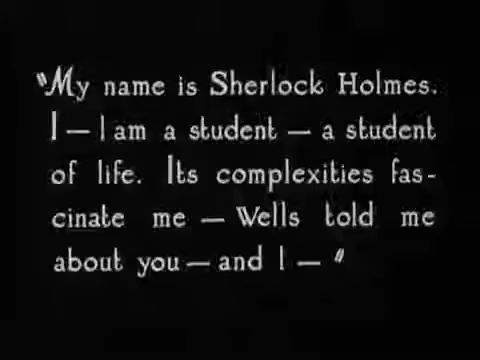 "My name is Sherlock Holmes.
I — I am a student — a student
of life. Its complexities fas-
cinate me — Wells told me
about you — and I — "